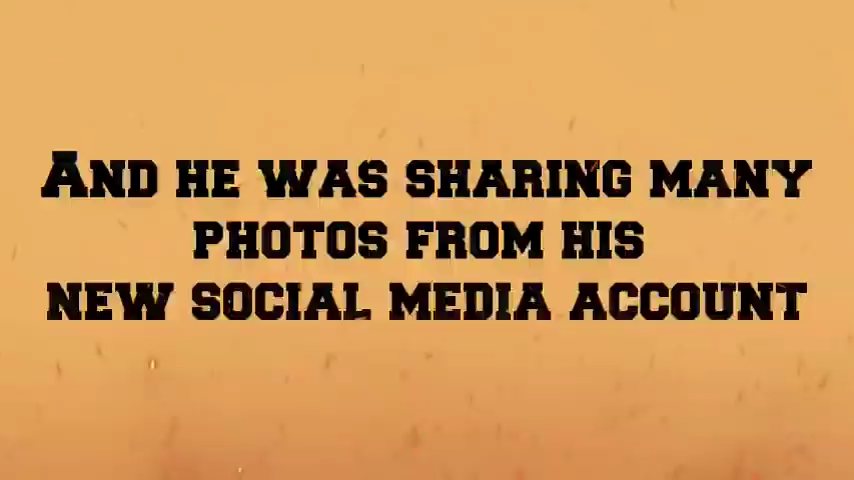 And he was sharing many
photos from his
new social media account